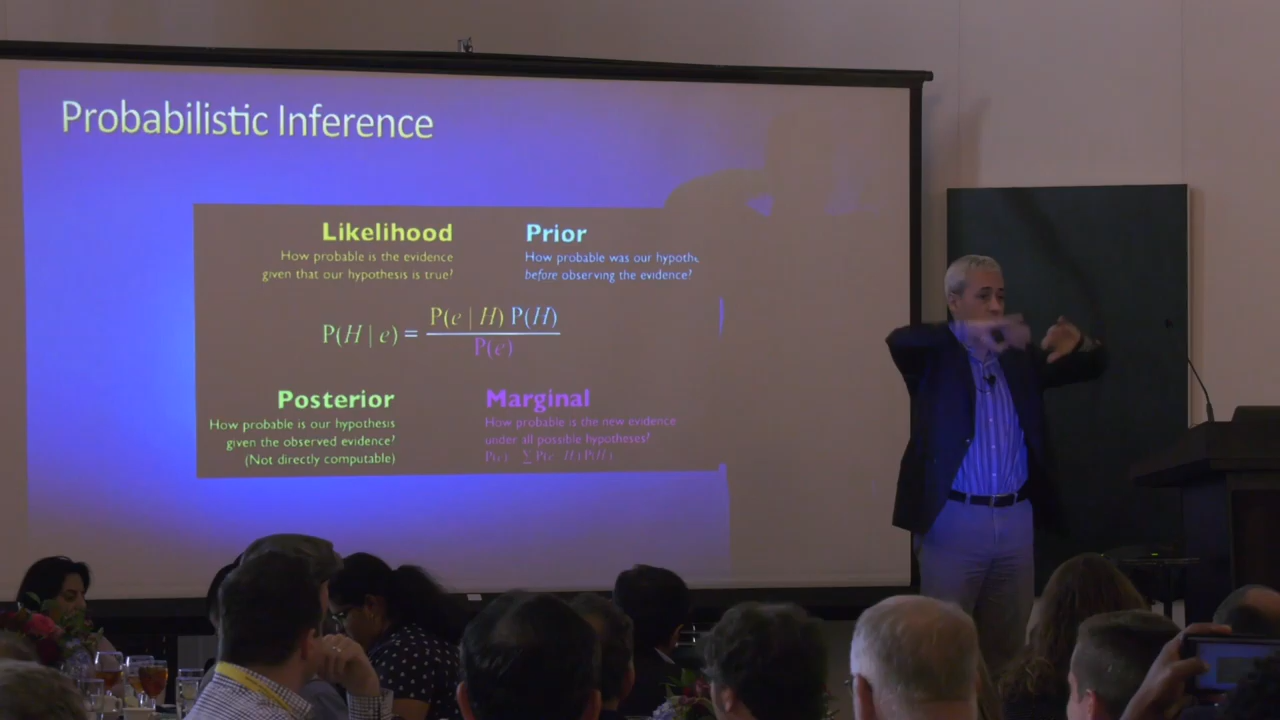 Probabilistic Inference
Likelihood
How probable is the evidence
given that our hypothesis is true?
Prior
How probable was our hypoth
before observing the evidence?
P(H | e) = P(e | H) P(H)
P(e)
Posterior
How probable is our hypothesis
given the observed evidence?
(Not directly computable)
Marginal
How probable is the new evidence
under all possible hypotheses?